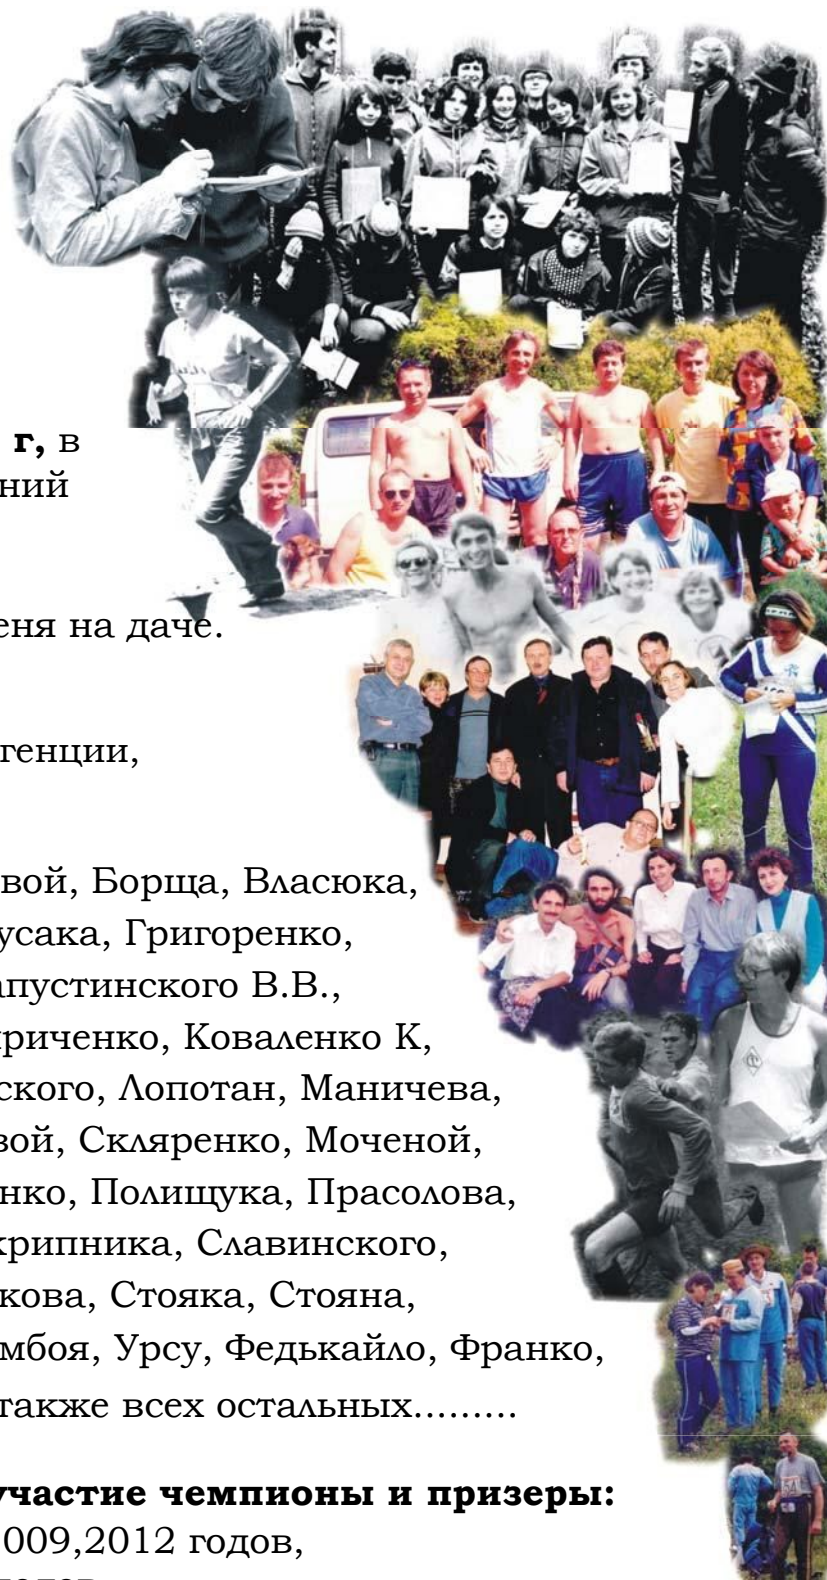 г, в
ний
еня на даче.
генции,
вой, Борща, Власюка,
усака, Григоренко,
апустинского В.В.,
ириченко, Коваленко К,
ского, Лопотан, Маничева,
вой, Скляренко, Моченой,
нко, Полищука, Прасолова,
крипника, Славинского,
кова, Стояка, Стояна,
мбоя, Урсу, Федькайло, Франко,
также всех остальных.........
участие чемпионы и призеры:
009,2012 годов,